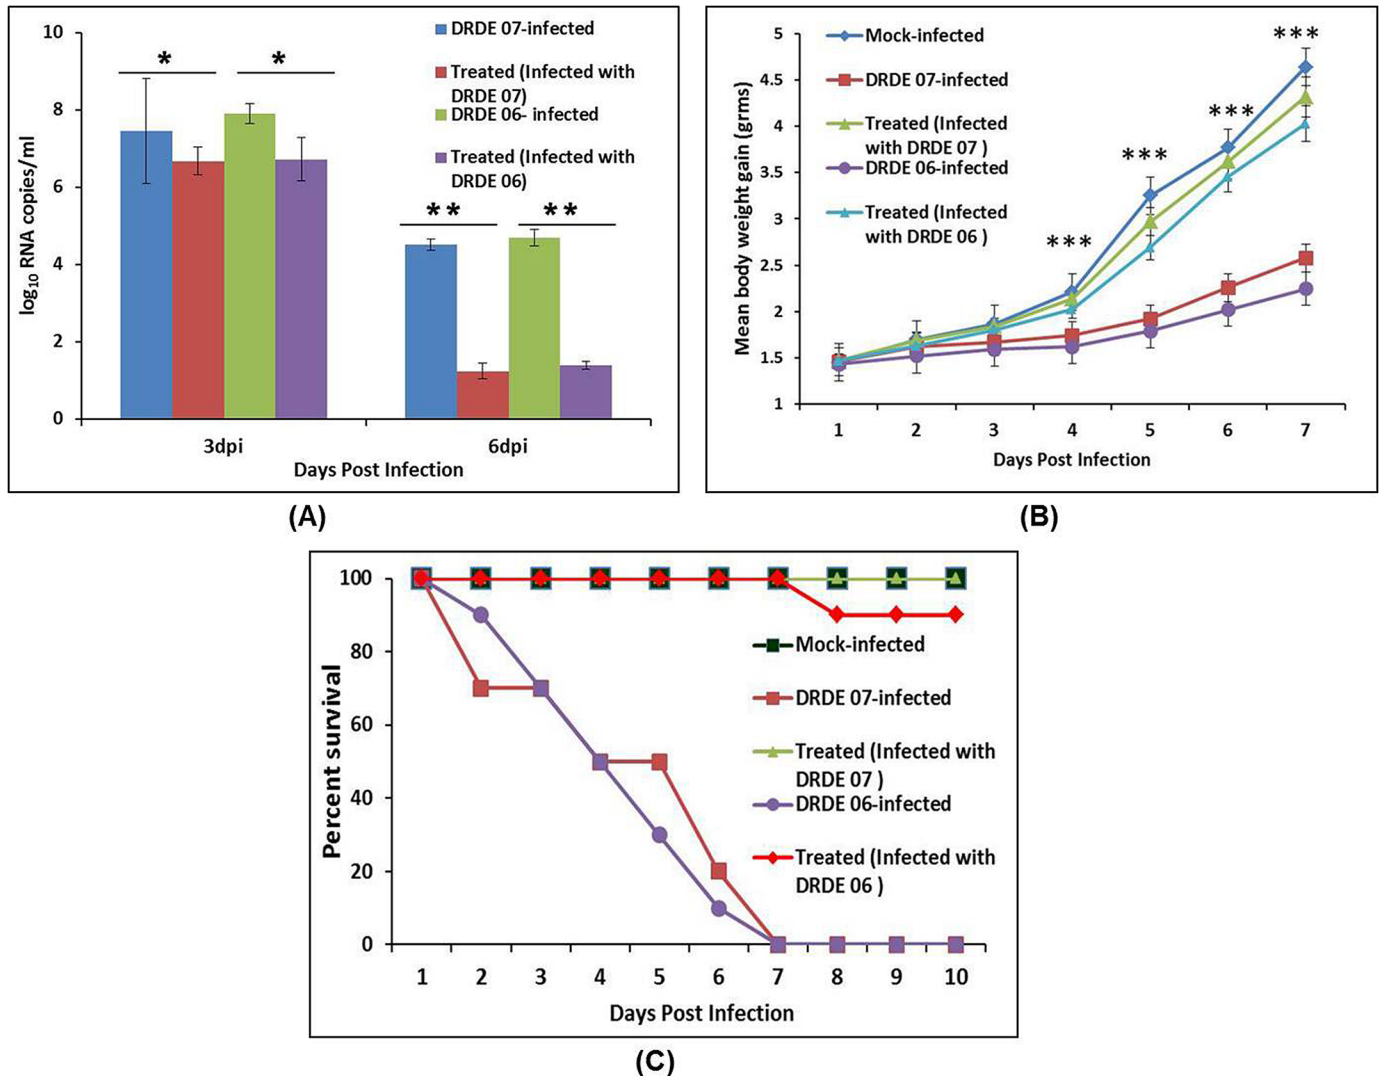 10
8
6
4
2
0
log10 RNA copies/ml
* *
** **
DRDE 07-infected
Treated (Infected with
DRDE 07)
DRDE 06- infected
Treated (Infected with
DRDE 06)
3dpi 6dpi
Days Post Infection
(A)
5
4.5
4
3.5
3
2.5
2
1.5
1
Mean body weight gain (grms)
Mock-infected
DRDE 07-infected
Treated (Infected
with DRDE 07 )
DRDE 06-infected
Treated (Infected
with DRDE 06 )
***
***
***
***
1 2 3 4 5 6 7
Days Post Infection
(B)
100
80
60
40
20
0
Percent survival
Mock-infected
DRDE 07-infected
Treated (Infected with
DRDE 07 )
DRDE 06-infected
Treated (Infected with
DRDE 06 )
1 2 3 4 5 6 7 8 9 10
Days Post Infection
(C)